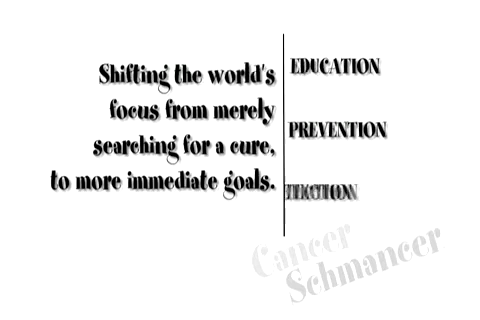 Shifting the world's
focus from merely
searching for a cure,
to more immediate goals.
EDUCATION
PREVENTION
Cancer
Schmancer